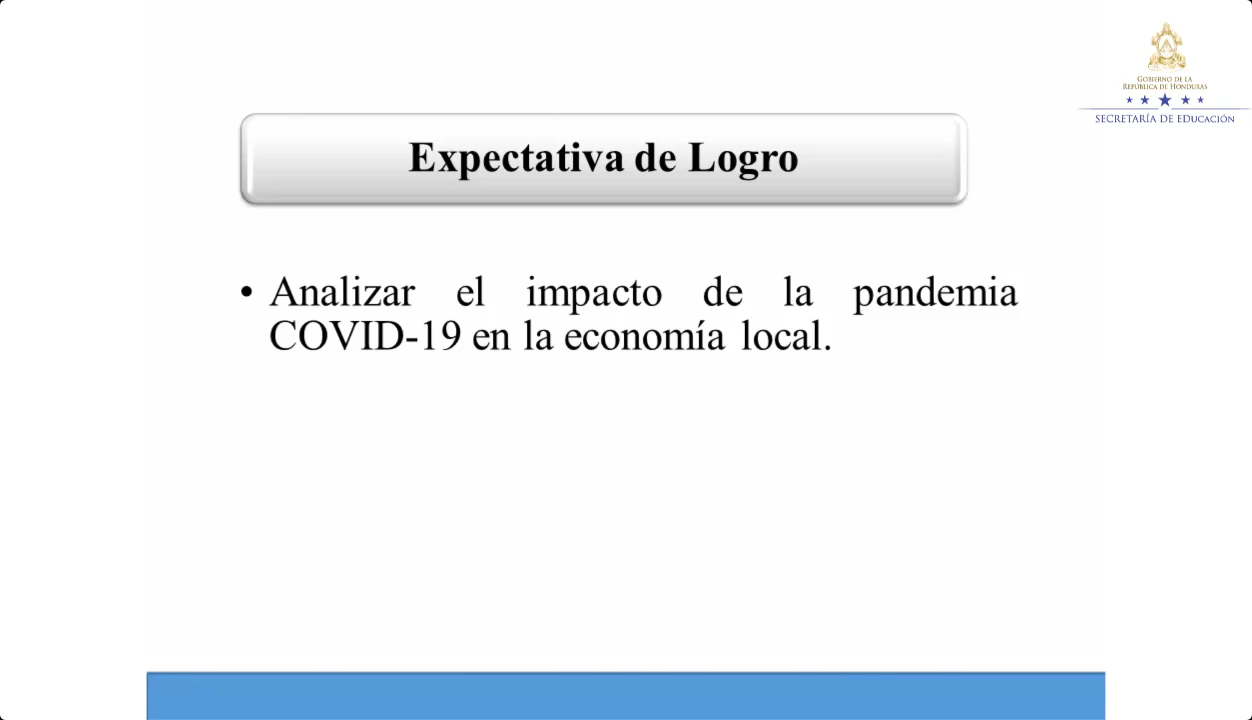 GOBIERNO DE LA
REPÚBLICA DE HONDURAS
SECRETARÍA DE EDUCACIÓN
Expectativa de Logro
• Analizar el impacto de la pandemia
COVID-19 en la economía local.